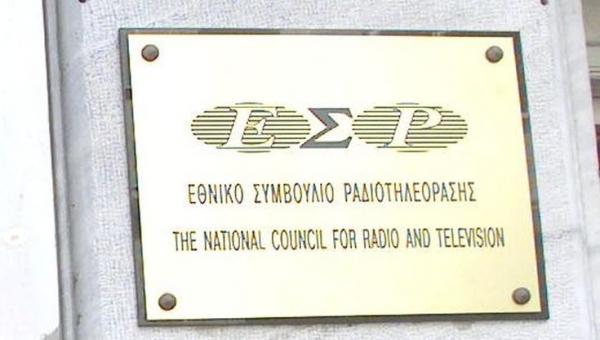 ΕΣΡ
ΕΘΝΙΚΟ ΣΥΜΒΟΥΛΙΟ ΡΑΔΙΟΤΗΛΕΟΡΑΣΗΣ
THE NATIONAL COUNCIL FOR RADIO AND TELEVISION